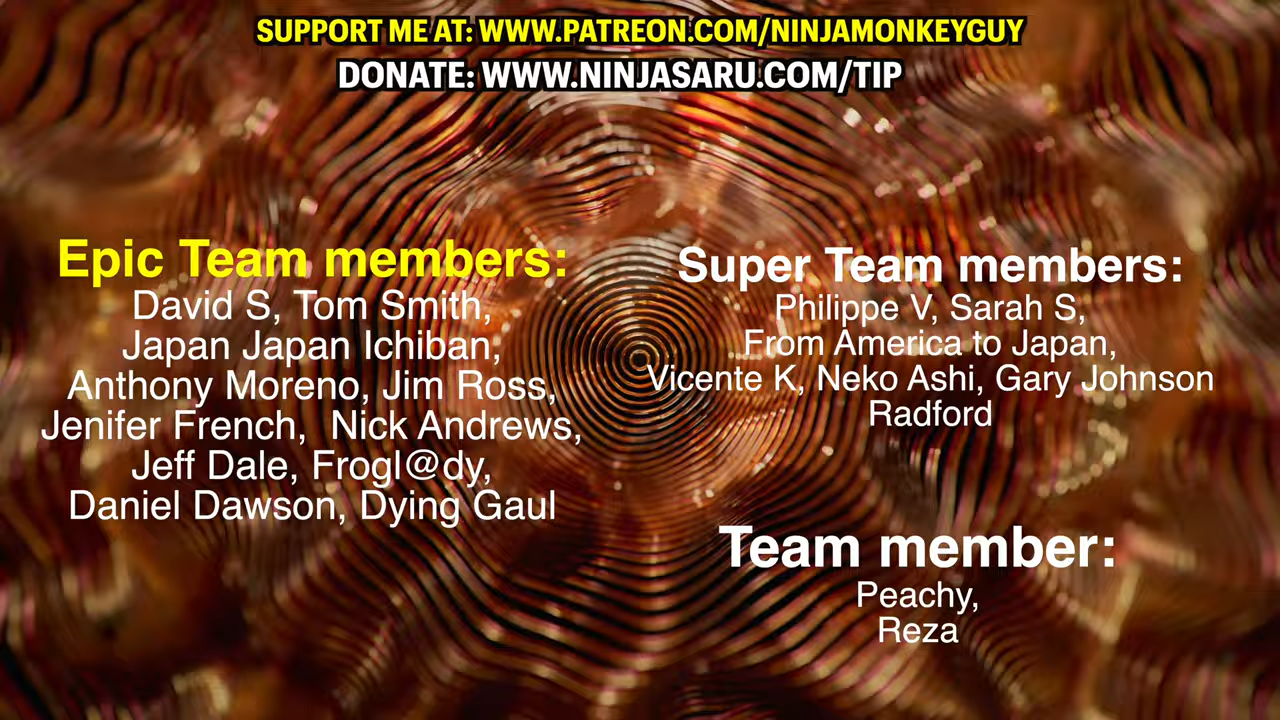 SUPPORT ME AT: WWW.PATREON.COM/NINJAMONKEYGUY
DONATE: WWW.NINJASARU.COM/TIP
Epic Team members:
David S, Tom Smith,
Japan Japan Ichiban,
Anthony Moreno, Jim Ross,
Jenifer French,  Nick Andrews,
Jeff Dale, Frogl@dy,
Daniel Dawson, Dying Gaul
Super Team members:
Philippe V, Sarah S,
From America to Japan,
Vicente K, Neko Ashi, Gary Johnson
Radford
Team member:
Peachy,
Reza